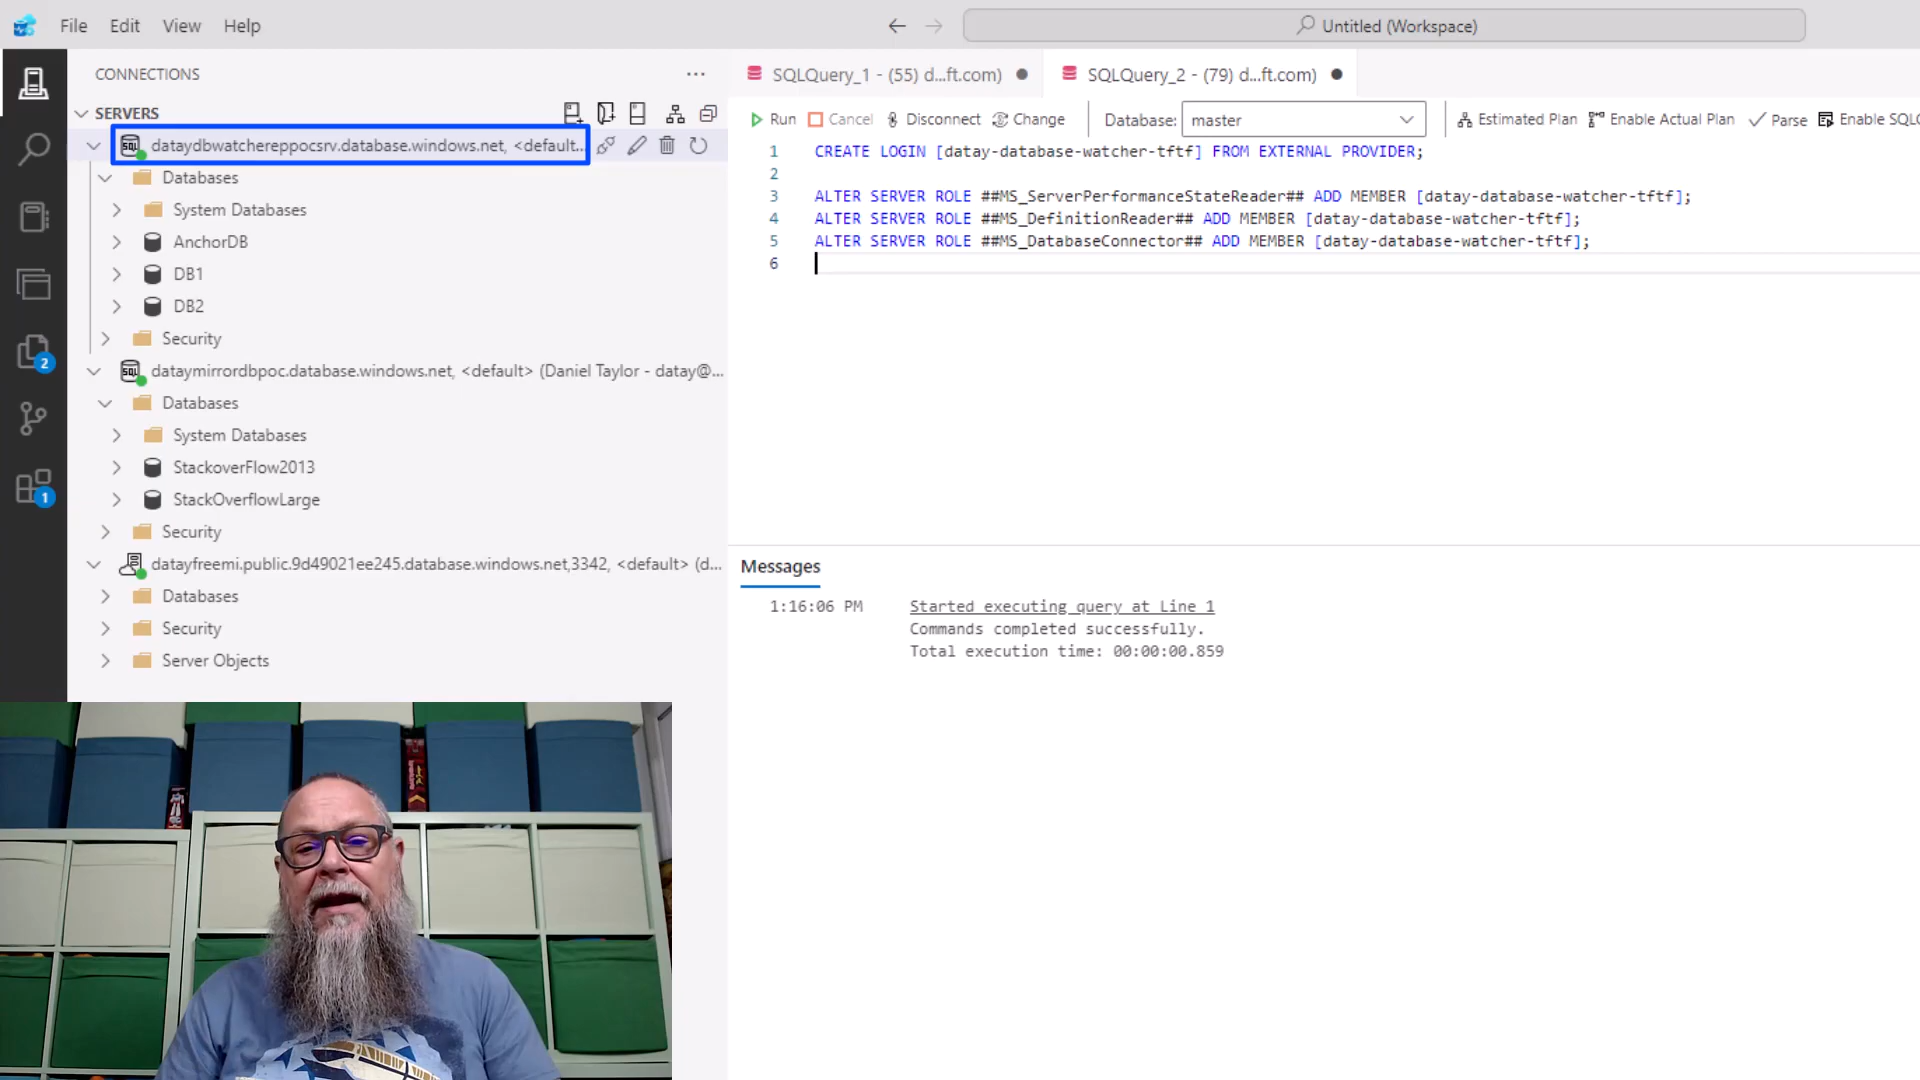 File Edit View Help
Untitled (Workspace)
CONNECTIONS
SERVERS
dataydbwatchereppocsrv.database.windows.net, <default...
Databases
System Databases
AnchorDB
DB1
DB2
Security
dataymirrordbpoc.database.windows.net, <default> (Daniel Taylor - datay@...
Databases
System Databases
StackoverFlow2013
StackOverflowLarge
Security
datayfreemi.public.9d49021ee245.database.windows.net,3342, <default> (d...
Databases
Security
Server Objects
2
1
SQLQuery_1 - (55) d...ft.com)
SQLQuery_2 - (79) d...ft.com)
Run Cancel Disconnect Change Database: master Estimated Plan Enable Actual Plan Parse Enable SQLC
1 CREATE LOGIN [datay-database-watcher-tftf] FROM EXTERNAL PROVIDER;
2
3 ALTER SERVER ROLE ##MS_ServerPerformanceStateReader## ADD MEMBER [datay-database-watcher-tftf];
4 ALTER SERVER ROLE ##MS_DefinitionReader## ADD MEMBER [datay-database-watcher-tftf];
5 ALTER SERVER ROLE ##MS_DatabaseConnector## ADD MEMBER [datay-database-watcher-tftf];
6
Messages
1:16:06 PM Started executing query at Line 1
Commands completed successfully.
Total execution time: 00:00:00.859